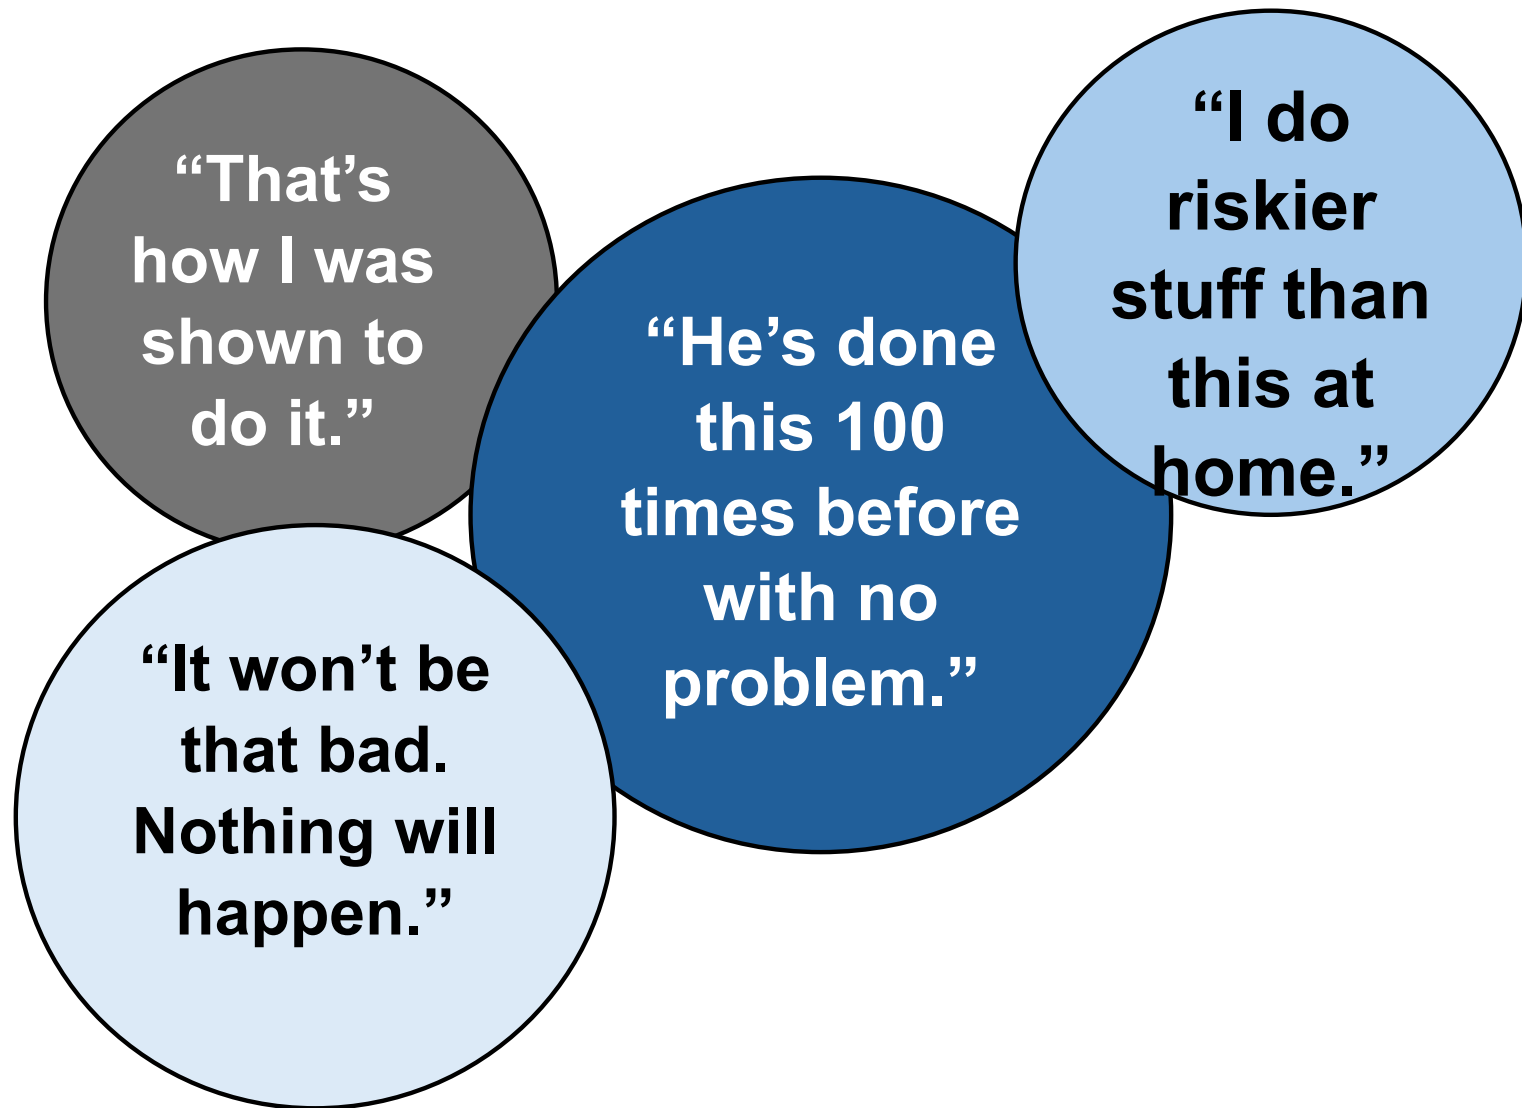 “That’s
how I was
shown to
do it.”
“He’s done
this 100
times before
with no
problem.”
“I do
riskier
stuff than
this at
home.”
“It won’t be
that bad.
Nothing will
happen.”